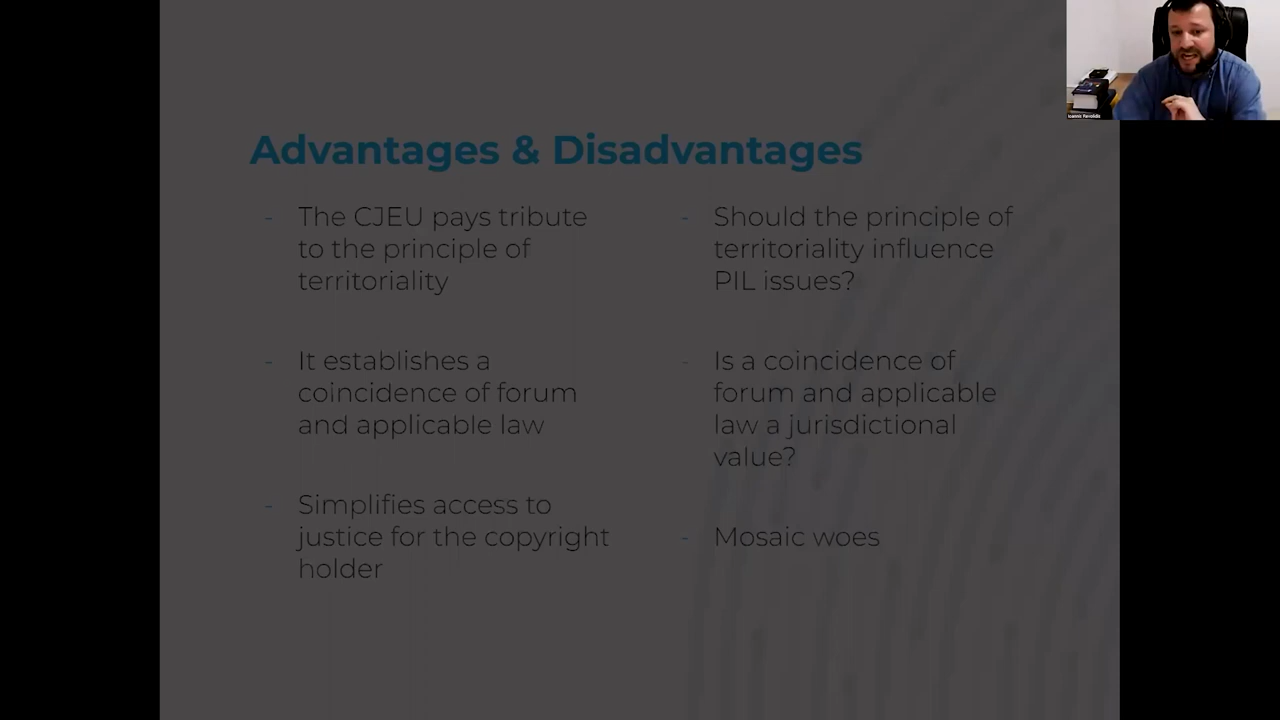 Advantages & Disadvantages
- The CJEU pays tribute
to the principle of
territoriality
- It establishes a
coincidence of forum
and applicable law
- Simplifies access to
justice for the copyright
holder
- Should the principle of
territoriality influence
PIL issues?
- Is a coincidence of
forum and applicable
law a jurisdictional
value?
- Mosaic woes
Ioannis Revolidis